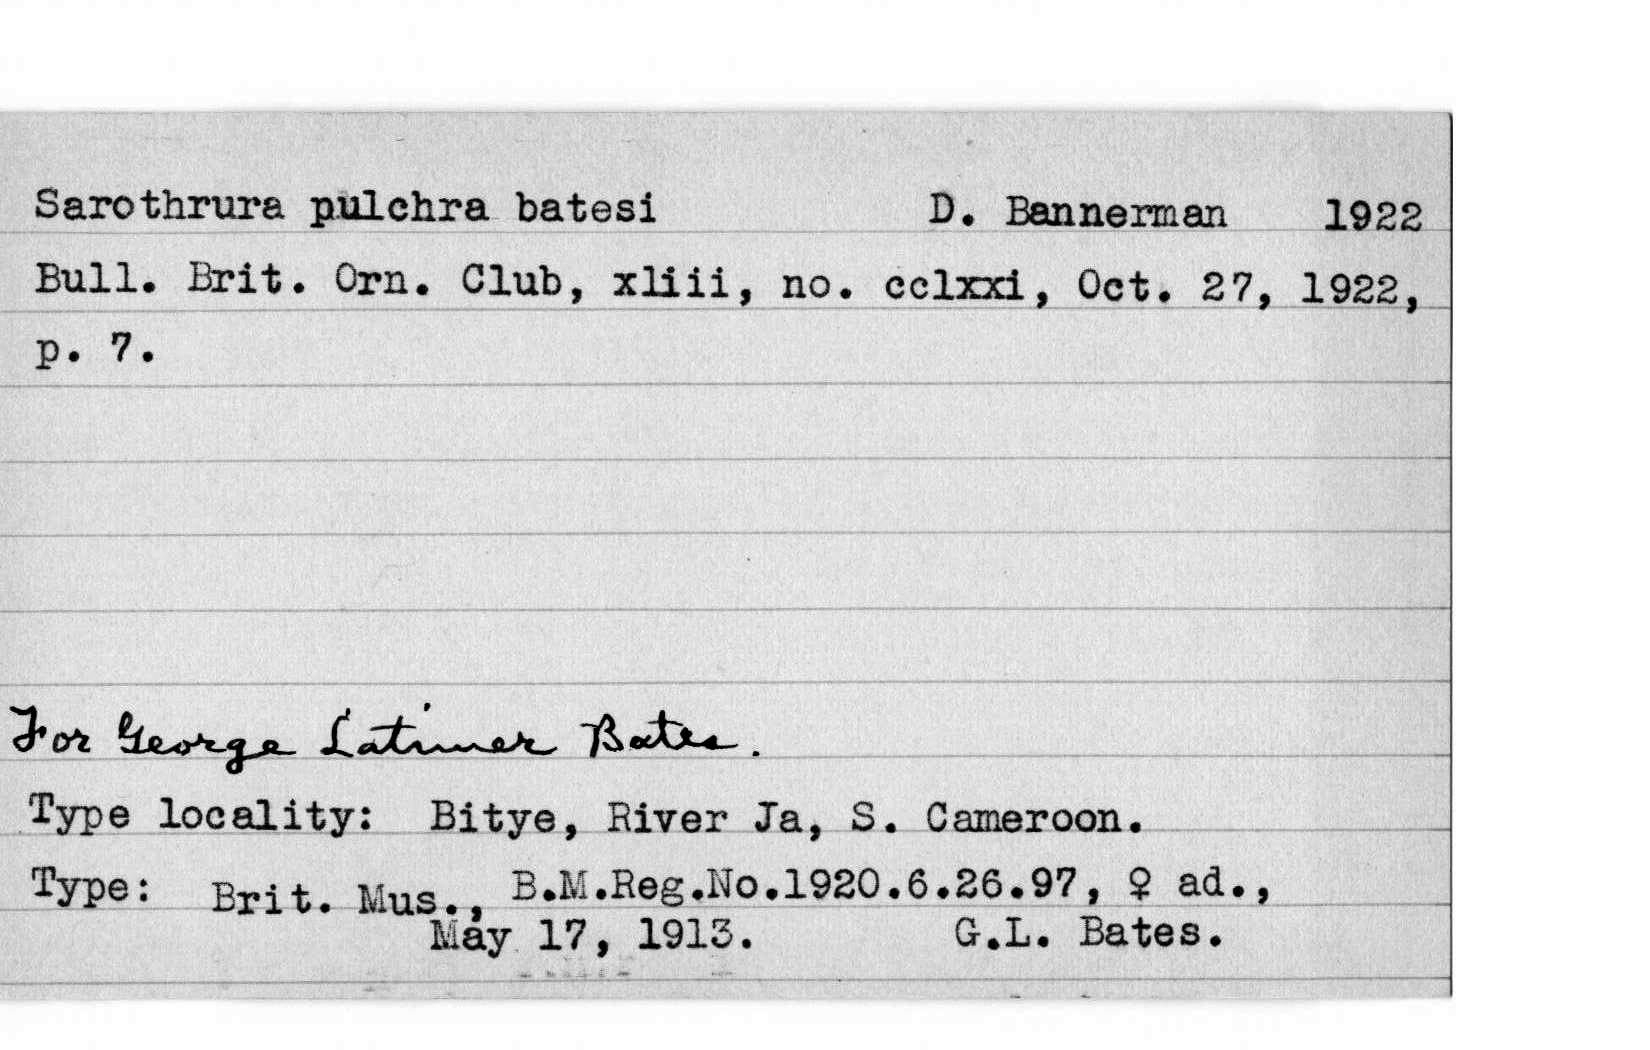 Sarothrura pulchra batesi D. Bannerman 1922
Bull. Brit. Orn. Club, xliii, no. cclxxi, Oct. 27, 1922,
p. 7.
For George Latimer Bates.
Type locality: Bitye, River Ja, S. Cameroon.
Type: Brit. Mus., B.M.Reg.No.1920.6.26.97, ♀ ad.,
May 17, 1913. G.L. Bates.